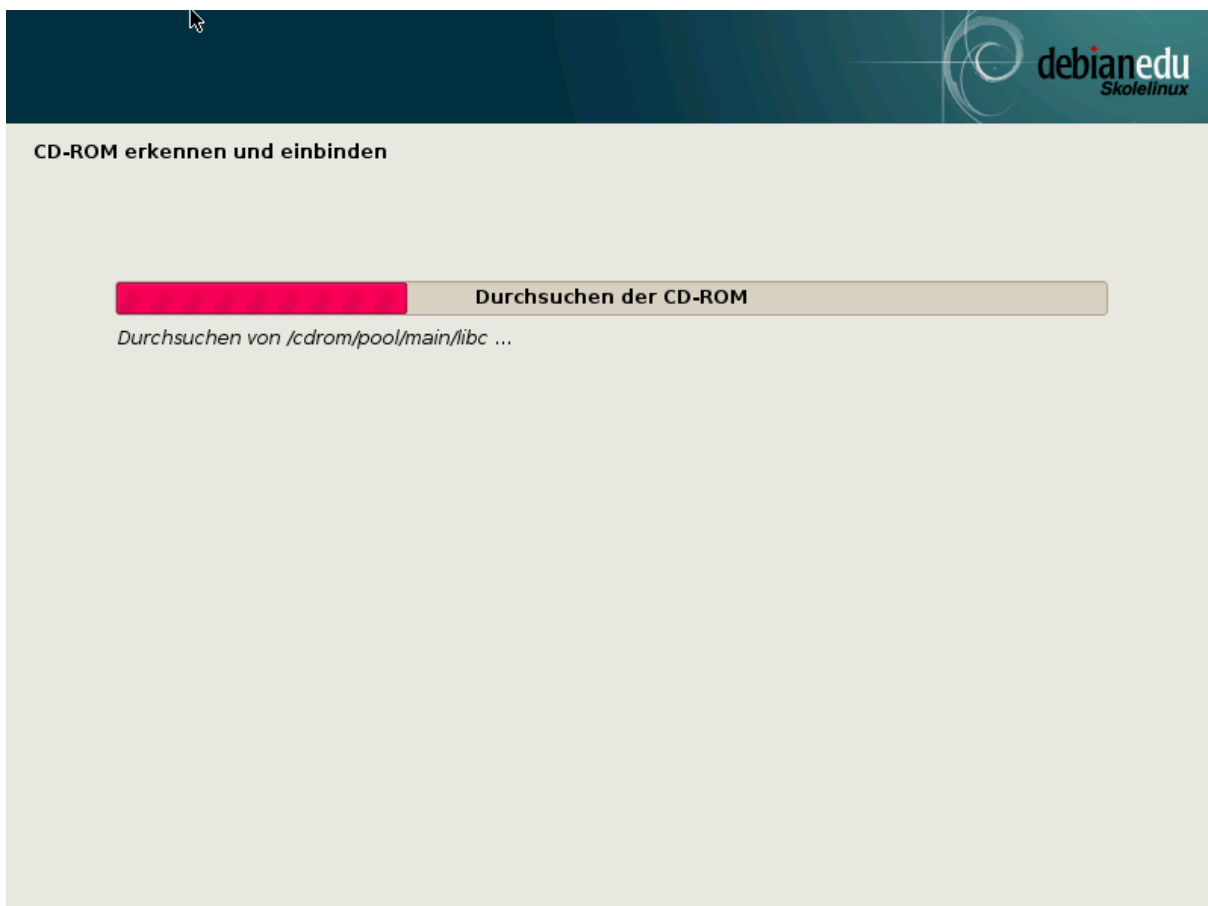 debianedu
Skolelinux
CD-ROM erkennen und einbinden
Durchsuchen der CD-ROM
Durchsuchen von /cdrom/pool/main/libc ...